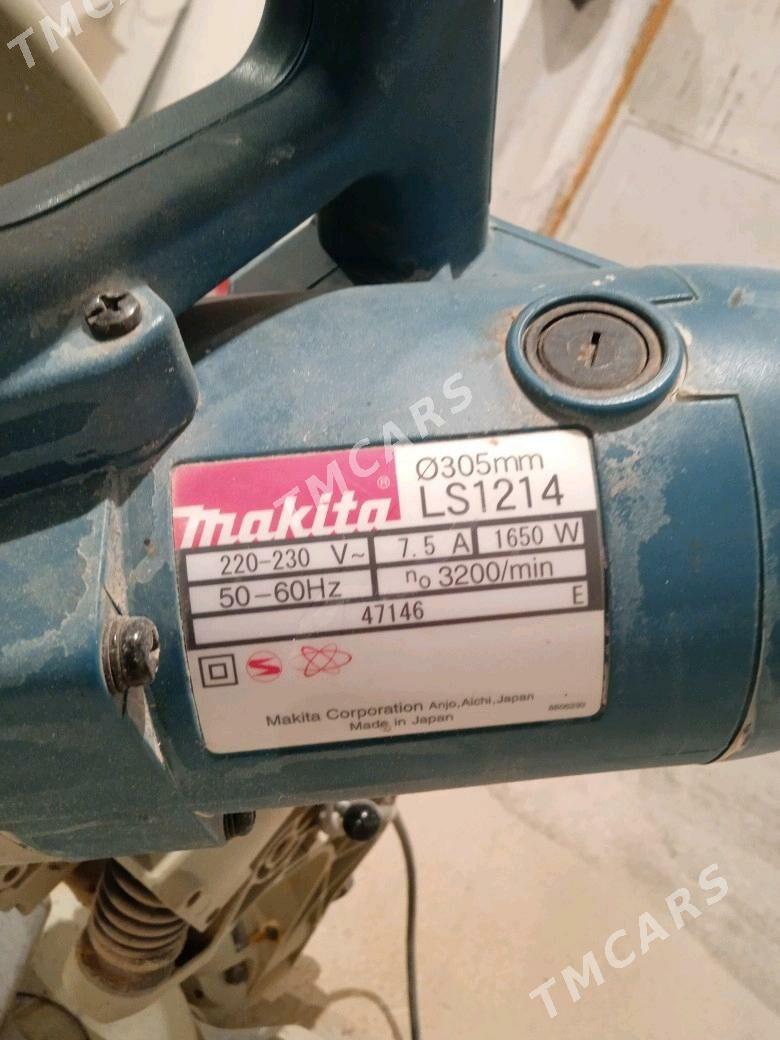 TMCARS
makita ®
Ø305mm
LS1214
220-230 V~ 7.5 A 1650 W
50-60Hz n₀ 3200/min
47146 E
S
Makita Corporation Anjo, Aichi, Japan
Made in Japan
TMCARS
TMCARS